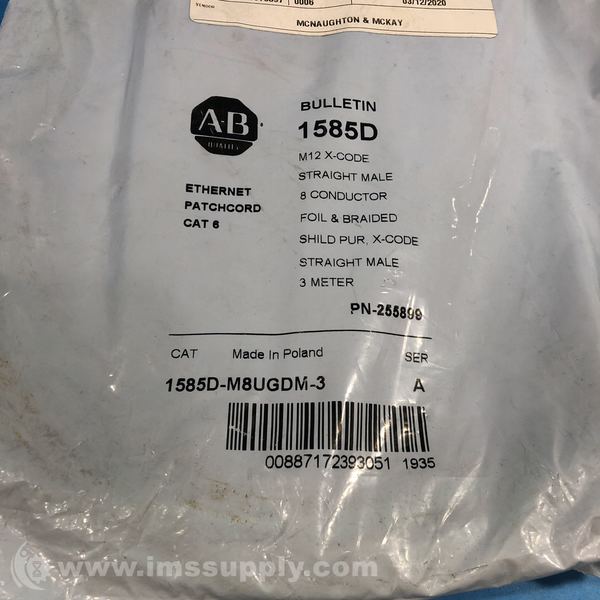 0006
03/12/2020
MCNAUGHTON & MCKAY
A-B
QUALITY
BULLETIN
1585D
M12 X-CODE
STRAIGHT MALE
8 CONDUCTOR
FOIL & BRAIDED
SHILD PUR, X-CODE
STRAIGHT MALE
3 METER
ETHERNET
PATCHCORD
CAT 6
PN-255899
CAT Made In Poland SER
1585D-M8UGDM-3 A
00887172393051 1935
www.imssupply.com